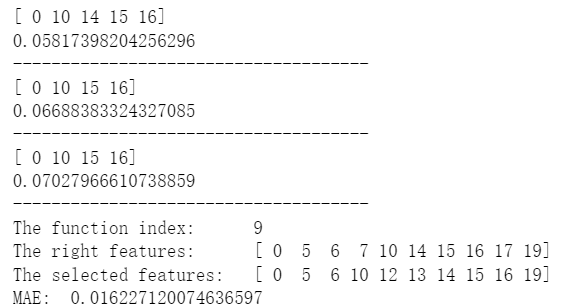 [ 0 10 14 15 16]
0.05817398204256296
-------------------------------------
[ 0 10 15 16]
0.06688383324327085
-------------------------------------
[ 0 10 15 16]
0.07027966610738859
-------------------------------------
The function index:      9
The right features:      [ 0  5  6  7 10 14 15 16 17 19]
The selected features:   [ 0  5  6 10 12 13 14 15 16 19]
MAE:  0.016227120074636597